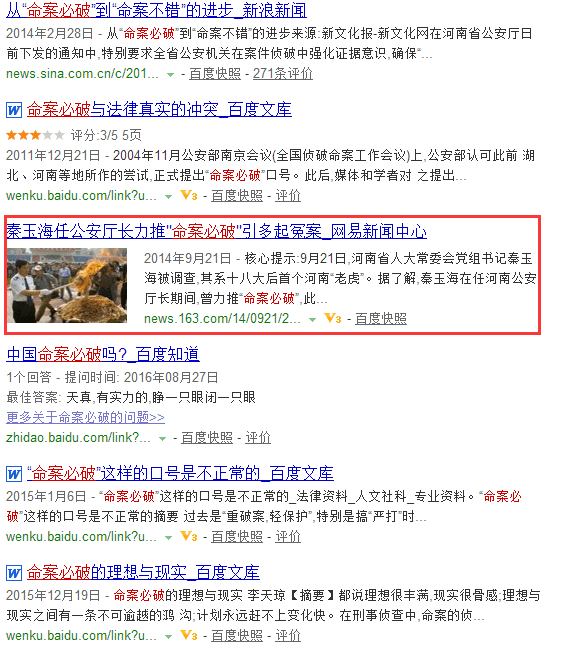 从“命案必破”到“命案不错”的进步_新浪新闻
2014年2月28日 - 从“命案必破”到“命案不错”的进步来源:新文化报-新文化网在河南省公安厅日
前下发的通知中,特别要求全省公安机关在案件侦破中强化证据意识,确保“...
news.sina.com.cn/c/201... - 百度快照 - 271条评价
W 命案必破与法律真实的冲突_百度文库
评分:3/5 5页
2011年12月21日 - 2004年11月公安部南京会议(全国侦破命案工作会议)上,公安部认可此前 湖
北、河南等地所作的尝试,正式提出“命案必破”口号。此后,媒体和学者对 之提出...
wenku.baidu.com/link?u... V3 - 百度快照 - 评价
秦玉海任公安厅长力推"命案必破"引多起冤案_网易新闻中心
2014年9月21日 - 核心提示:9月21日,河南省人大常委会党组书记秦玉
海被调查,其系十八大后首个河南“老虎”。据了解,秦玉海在任河南公安
厅长期间,曾力推“命案必破”,此...
news.163.com/14/0921/2... V3 - 百度快照
中国命案必破吗?_百度知道
1个回答 - 提问时间: 2016年08月27日
最佳答案: 天真,有实力的,睁一只眼闭一只眼
更多关于命案必破的问题>>
zhidao.baidu.com/link?... - 百度快照 - 评价
W “命案必破”这样的口号是不正常的_百度文库
2015年1月6日 - “命案必破”这样的口号是不正常的_法律资料_人文社科_专业资料。“命案必
破”这样的口号是不正常的摘要 过去是“重破案,轻保护”,特别是搞“严打”时...
wenku.baidu.com/link?u... V3 - 百度快照 - 评价
W 命案必破的理想与现实_百度文库
2015年12月19日 - 命案必破的理想与现实 李天琼【摘要】都说理想很丰满,现实很骨感;理想与
现实之间有一条不可逾越的鸿 沟;计划永远赶不上变化快。在刑事侦查中,命案的侦...
wenku.baidu.com/link?u... V3 - 百度快照 - 评价